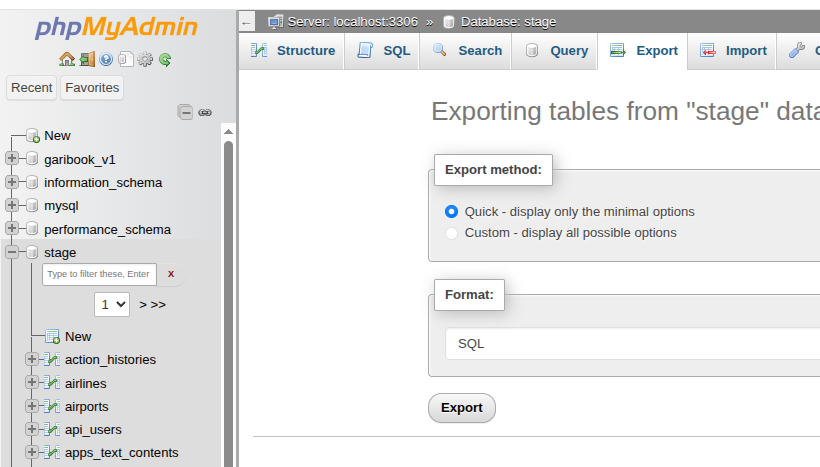 phpMyAdmin
Recent Favorites
New
garibook_v1
information_schema
mysql
performance_schema
stage
Type to filter these, Enter X
1 > >>
New
action_histories
airlines
airports
api_users
apps_text_contents
← Server: localhost:3306 » Database: stage
Structure SQL Search Query Export Import
Exporting tables from "stage" data
Export method:
Quick - display only the minimal options
Custom - display all possible options
Format:
SQL
Export